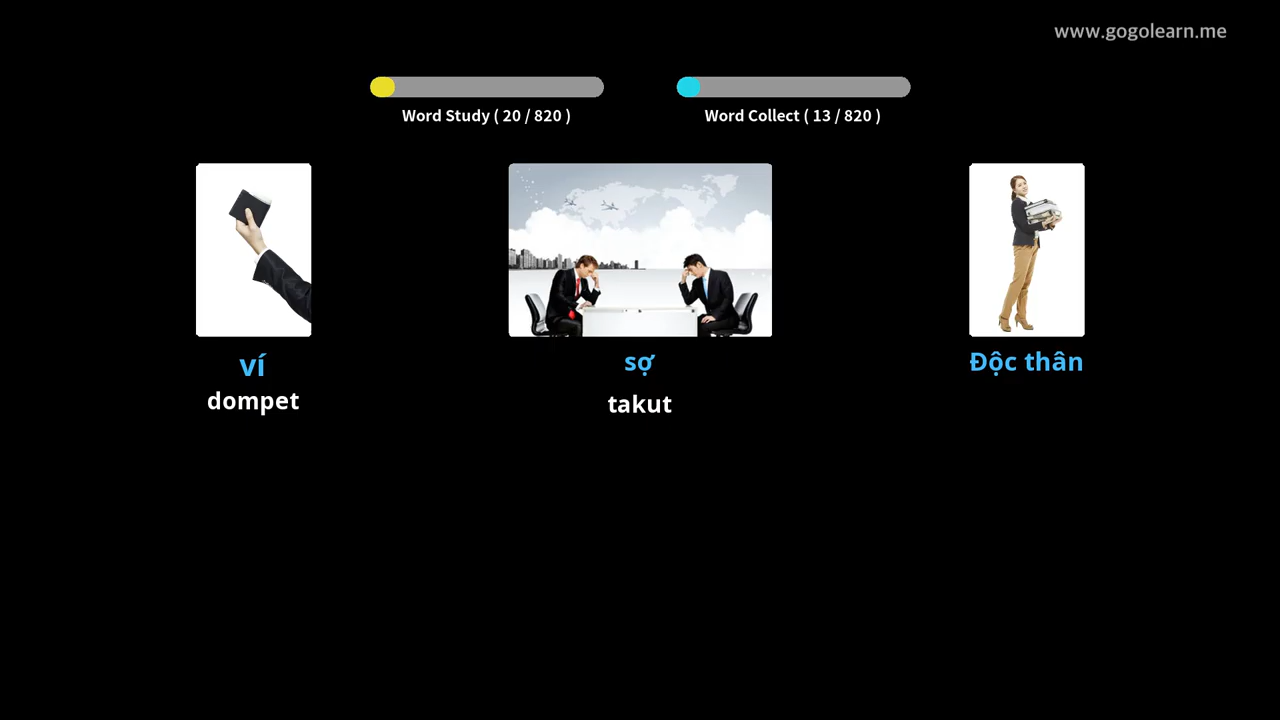 www.gogolearn.me
Word Study ( 20 / 820 )
Word Collect ( 13 / 820 )
ví
dompet
sợ
takut
Độc thân